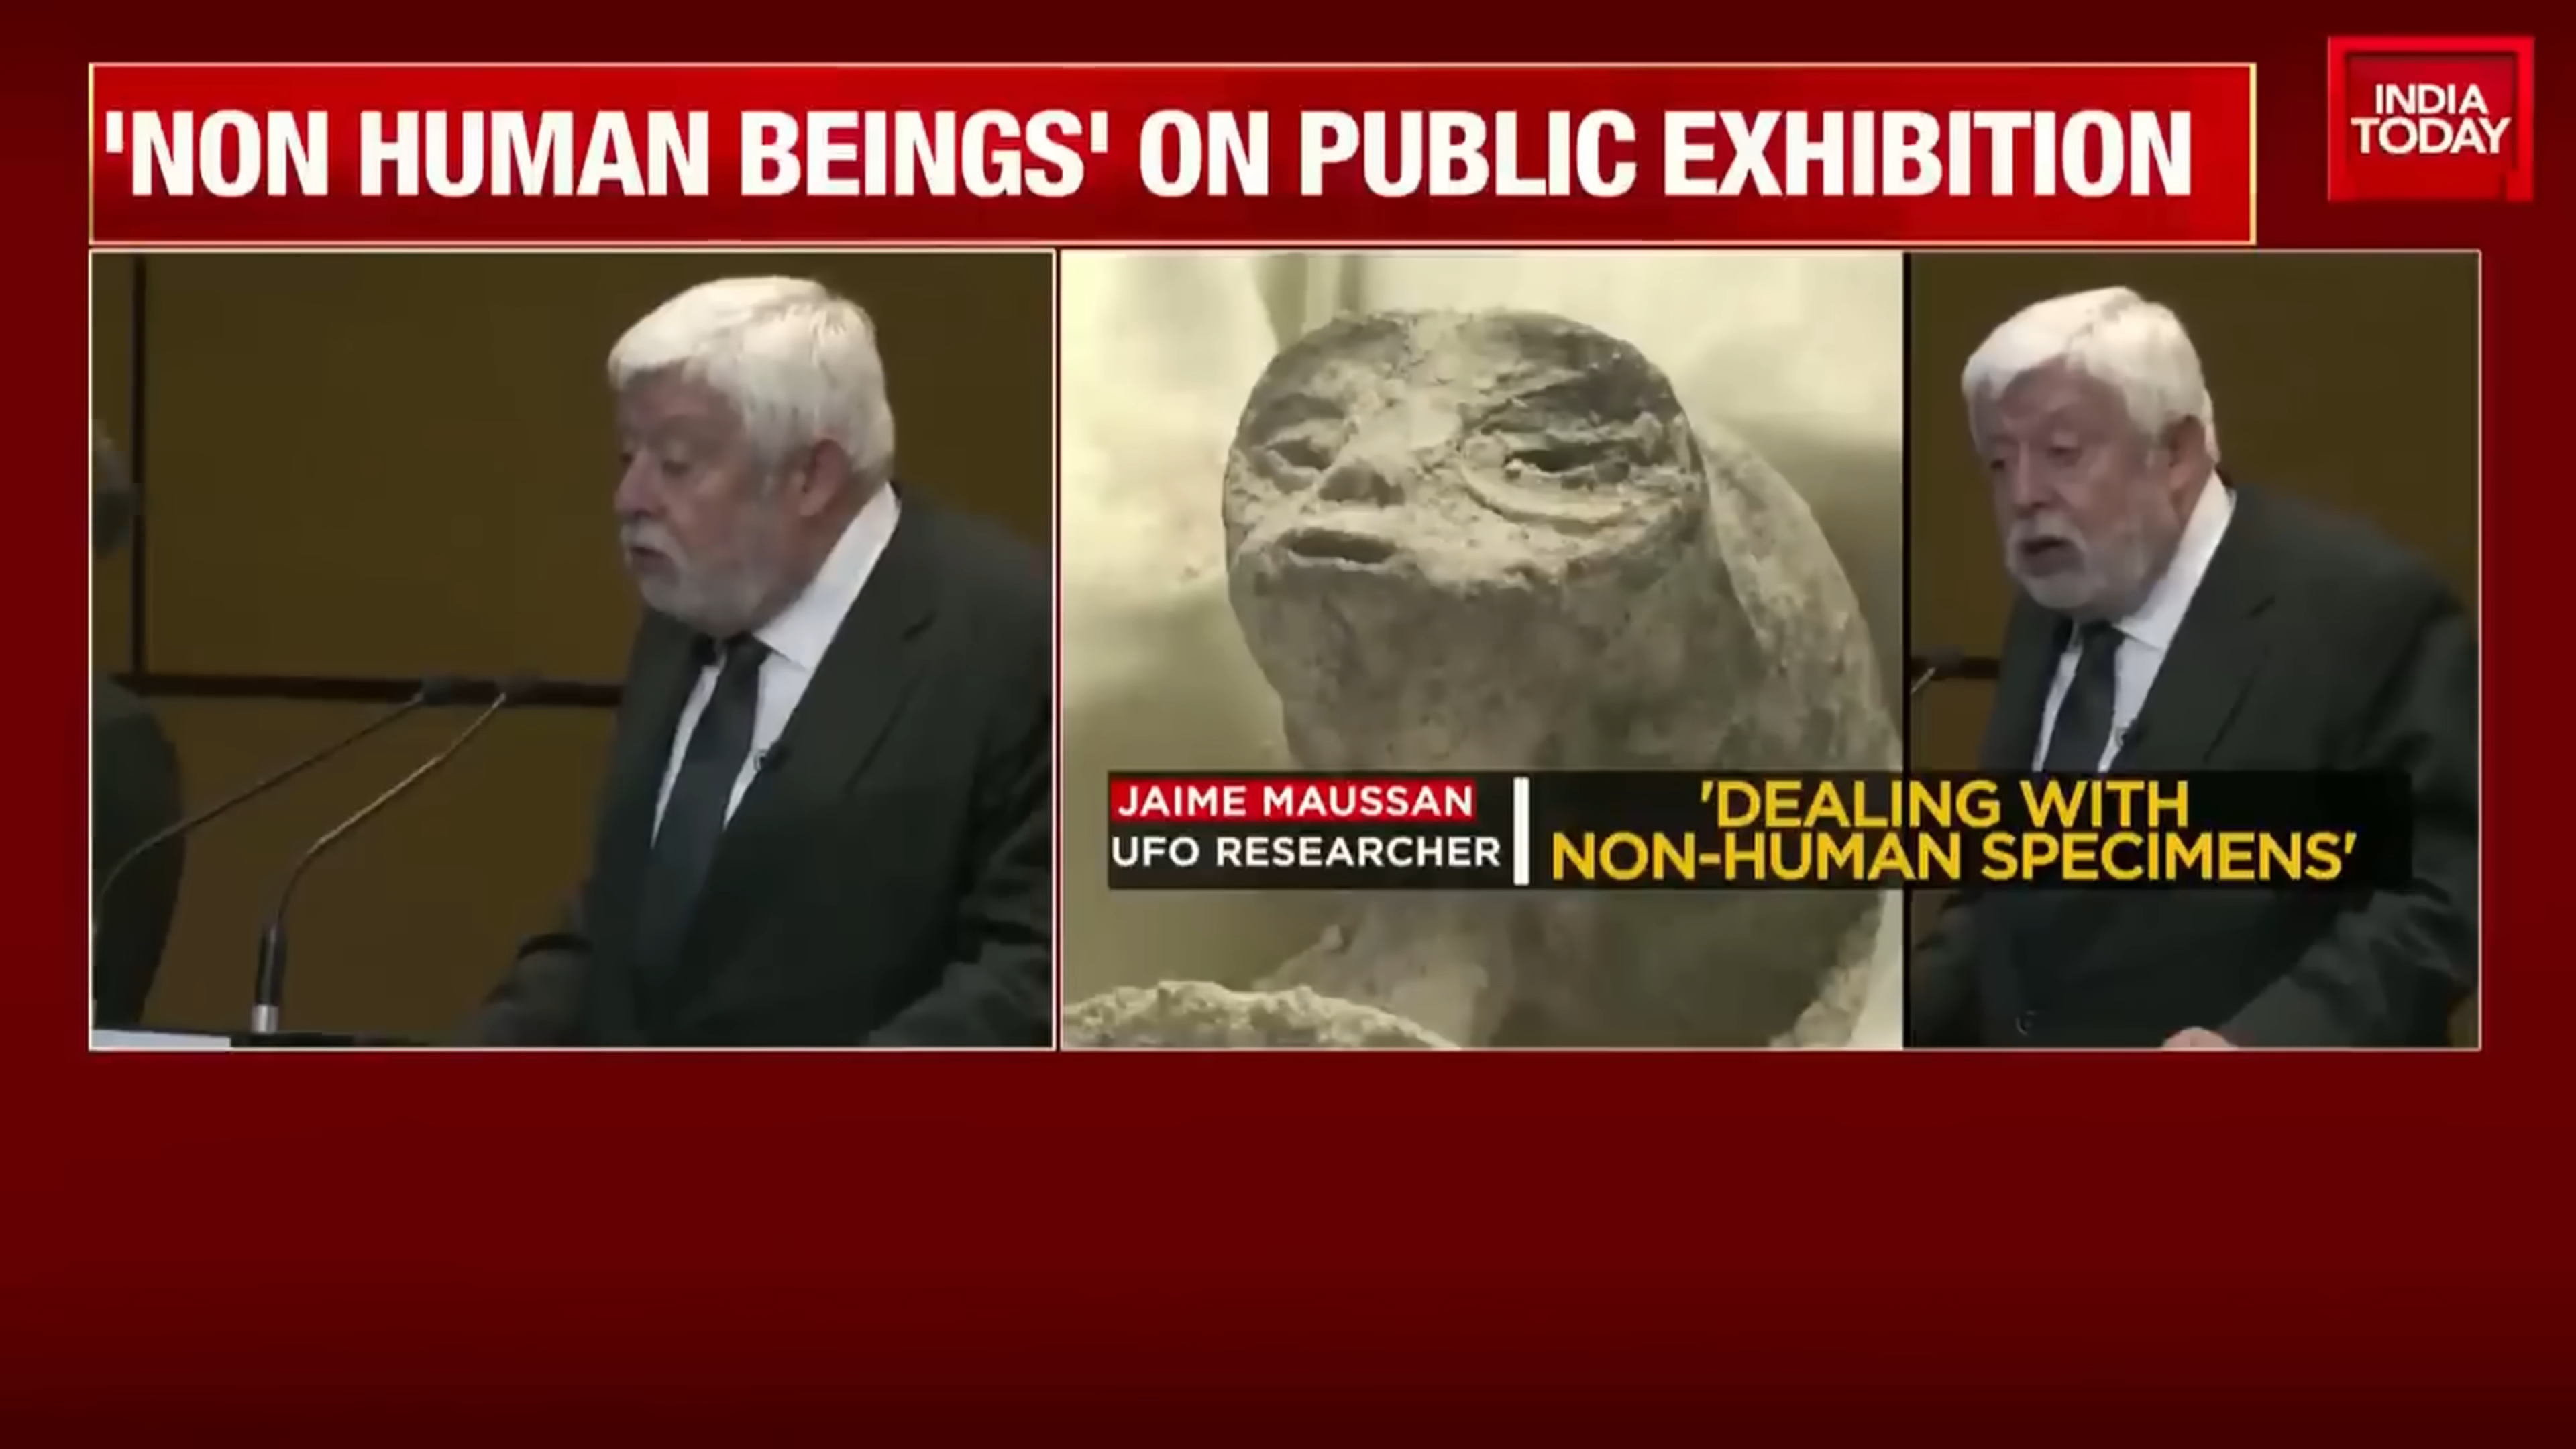 'NON HUMAN BEINGS' ON PUBLIC EXHIBITION
INDIA
TODAY
JAIME MAUSSAN
UFO RESEARCHER
'DEALING WITH
NON-HUMAN SPECIMENS'